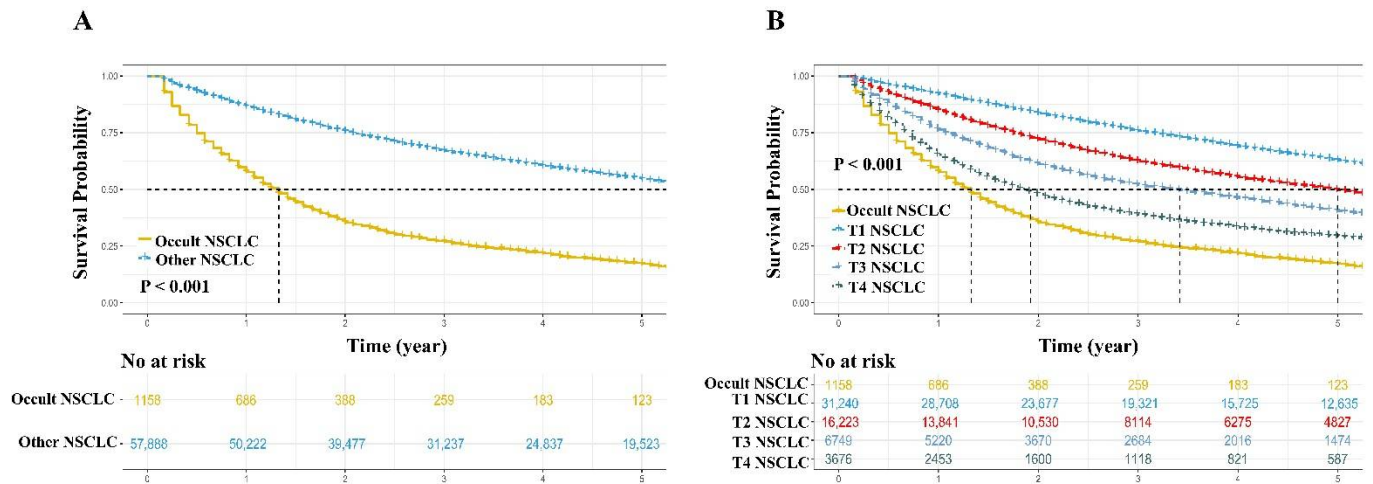 A
Survival Probability
1.00
0.75
0.50
0.25
0.00
Occult NSCLC
Other NSCLC
P < 0.001
0 1 2 3 4 5
Time (year)
No at risk
Occult NSCLC 1158 686 388 259 183 123
Other NSCLC 57,888 50,222 39,477 31,237 24,837 19,523
0 1 2 3 4 5
B
Survival Probability
1.00
0.75
0.50
0.25
0.00
P < 0.001
Occult NSCLC
T1 NSCLC
T2 NSCLC
T3 NSCLC
T4 NSCLC
0 1 2 3 4 5
Time (year)
No at risk
Occult NSCLC 1158 686 388 259 183 123
T1 NSCLC 31,240 28,708 23,677 19,321 15,725 12,635
T2 NSCLC 16,223 13,841 10,530 8114 6275 4827
T3 NSCLC 6749 5220 3670 2684 2016 1474
T4 NSCLC 3676 2453 1600 1118 821 587
0 1 2 3 4 5